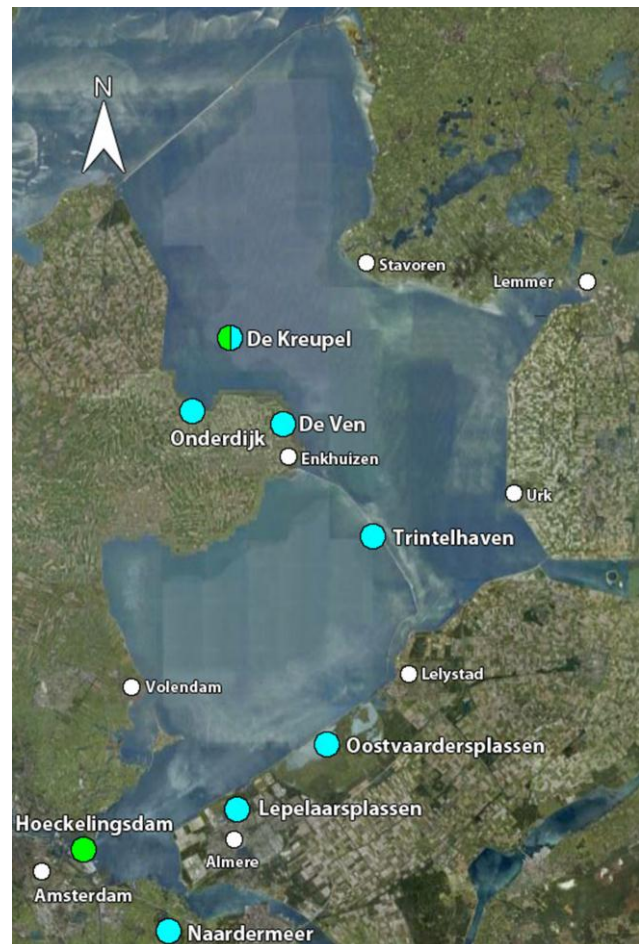 N
Stavoren
Lemmer
De Kreupel
Onderdijk
De Ven
Enkhuizen
Urk
Trintelhaven
Lelystad
Volendam
Oostvaardersplassen
Lepelaarsplassen
Hoeckelingsdam
Almere
Amsterdam
Naardermeer